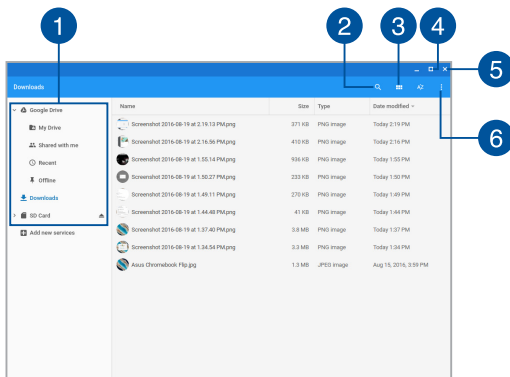 1
2
3
4
5
6
Downloads
AZ
Google Drive
My Drive
Shared with me
Recent
Offline
Downloads
SD Card
Add new services
Name Size Type Date modified
Screenshot 2016-08-19 at 2.19.13 PM.png 371 KB PNG image Today 2:19 PM
Screenshot 2016-08-19 at 2.16.56 PM.png 410 KB PNG image Today 2:16 PM
Screenshot 2016-08-19 at 1.55.14 PM.png 936 KB PNG image Today 1:55 PM
Screenshot 2016-08-19 at 1.50.27 PM.png 233 KB PNG image Today 1:50 PM
Screenshot 2016-08-19 at 1.49.11 PM.png 270 KB PNG image Today 1:49 PM
Screenshot 2016-08-19 at 1.44.48 PM.png 41 KB PNG image Today 1:44 PM
Screenshot 2016-08-19 at 1.37.40 PM.png 3.8 MB PNG image Today 1:37 PM
Screenshot 2016-08-19 at 1.34.54 PM.png 3.3 MB PNG image Today 1:34 PM
Asus Chromebook Flip.jpg 1.3 MB JPEG image Aug 15, 2016, 3:59 PM